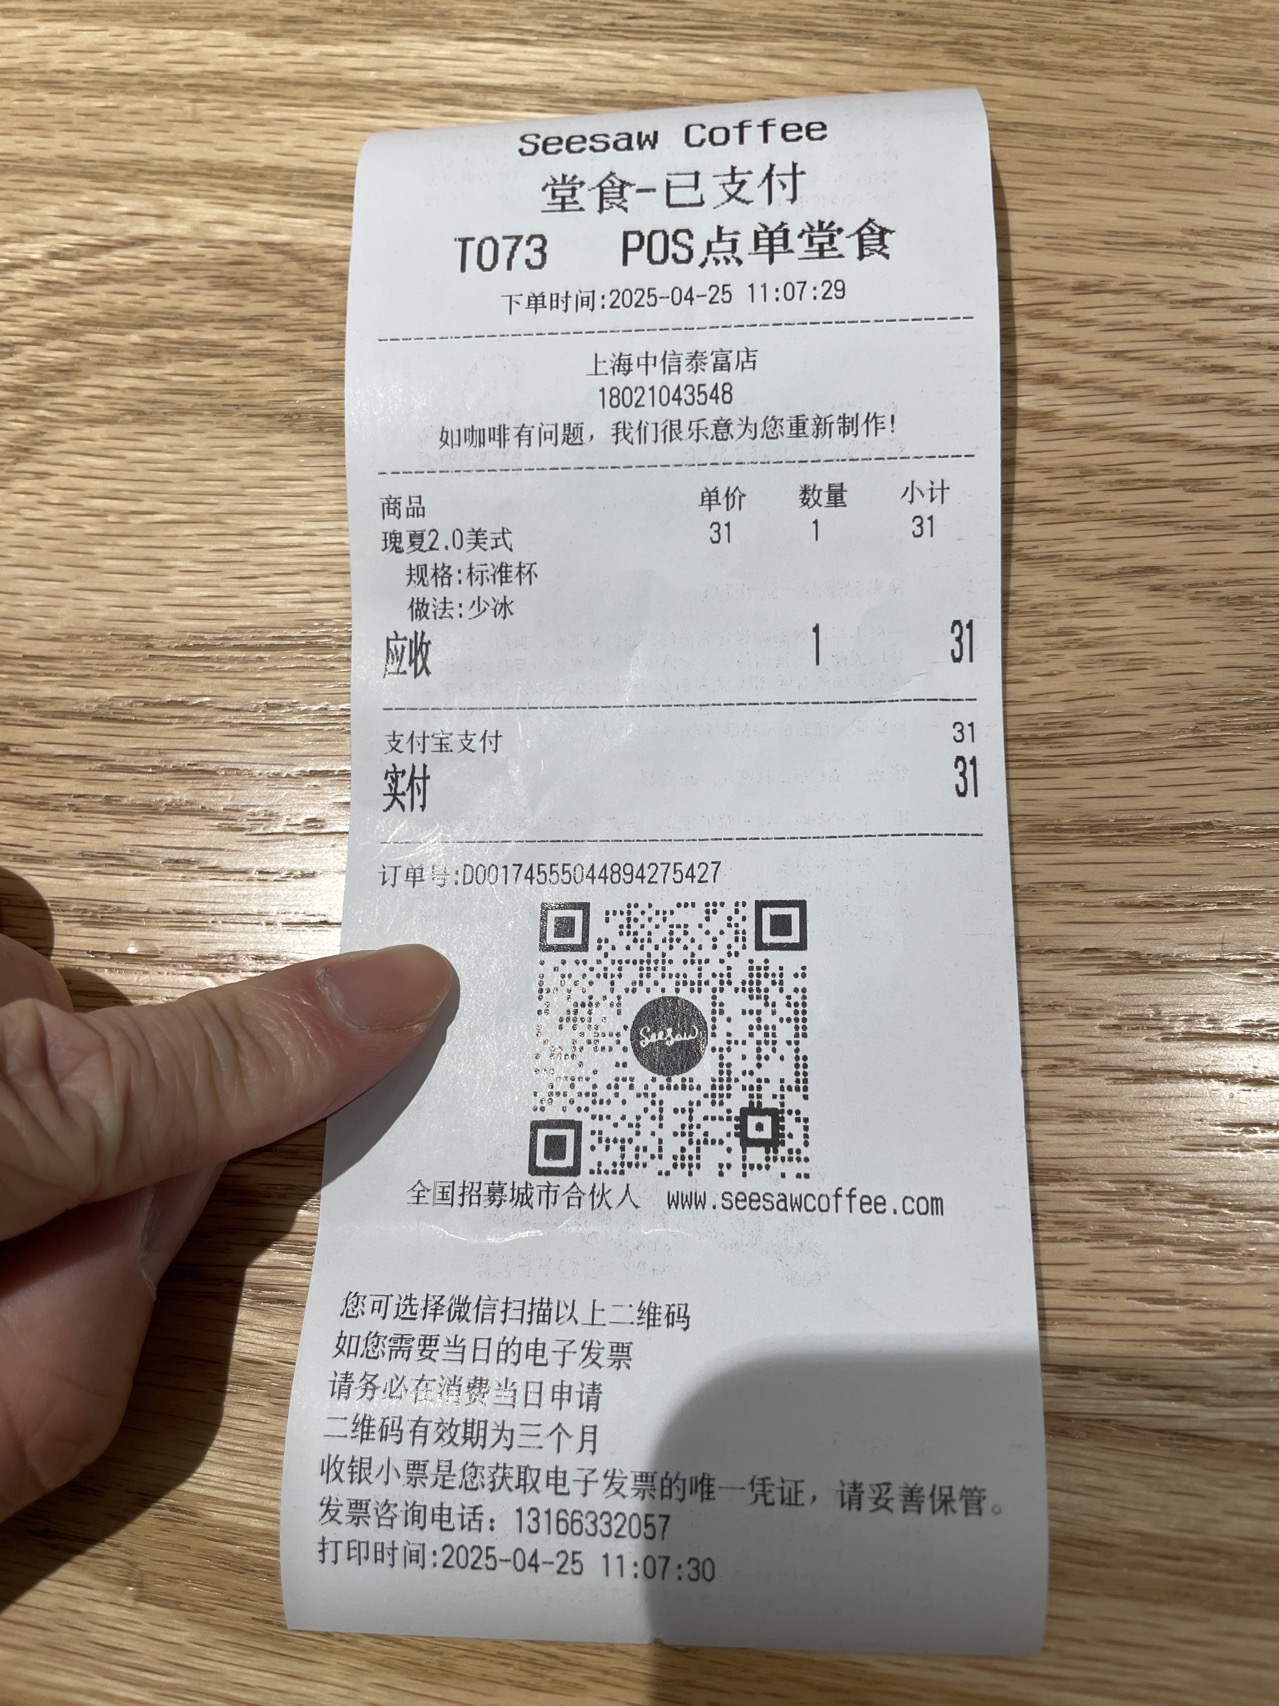 Seesaw Coffee
堂食-已支付
T073 POS点单堂食
下单时间:2025-04-25 11:07:29
上海中信泰富店
18021043548
如咖啡有问题，我们很乐意为您重新制作!
商品 单价 数量 小计
瑰夏2.0美式 31 1 31
规格:标准杯
做法:少冰
应收 1 31
支付宝支付 31
实付 31
订单号:D001745555044894275427
Seesaw
全国招募城市合伙人 www.seesawcoffee.com
您可选择微信扫描以上二维码
如您需要当日的电子发票
请务必在消费当日申请
二维码有效期为三个月
收银小票是您获取电子发票的唯一凭证，请妥善保管。
发票咨询电话：13166332057
打印时间:2025-04-25 11:07:30